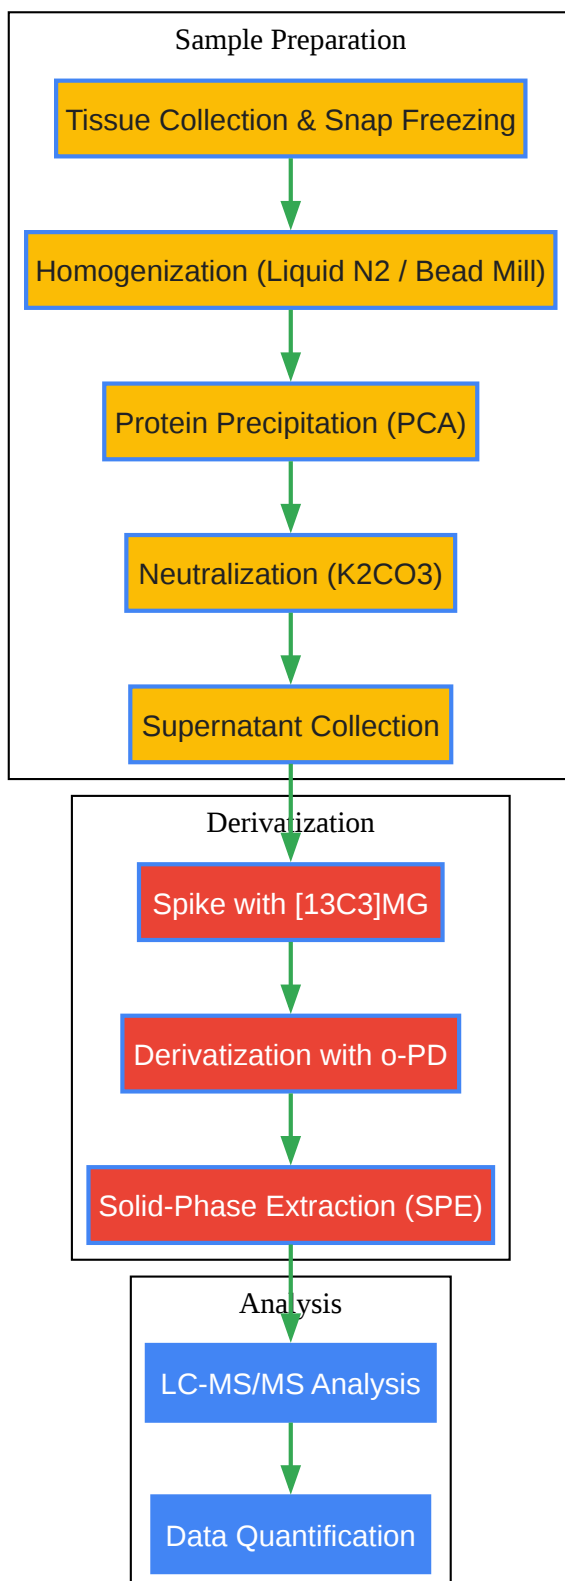 Sample Preparation
Tissue Collection & Snap Freezing
Homogenization (Liquid N2 / Bead Mill)
Protein Precipitation (PCA)
Neutralization (K2CO3)
Supernatant Collection
Derivatization
Spike with [13C3]MG
Derivatization with o-PD
Solid-Phase Extraction (SPE)
Analysis
LC-MS/MS Analysis
Data Quantification